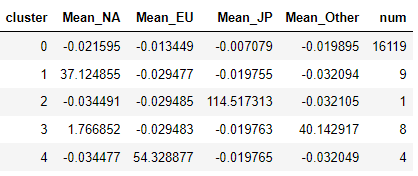 cluster Mean_NA Mean_EU Mean_JP Mean_Other num
0 -0.021595 -0.013449 -0.007079 -0.019895 16119
1 37.124855 -0.029477 -0.019755 -0.032094 9
2 -0.034491 -0.029485 114.517313 -0.032105 1
3 1.766852 -0.029483 -0.019763 40.142917 8
4 -0.034477 54.328877 -0.019765 -0.032049 4